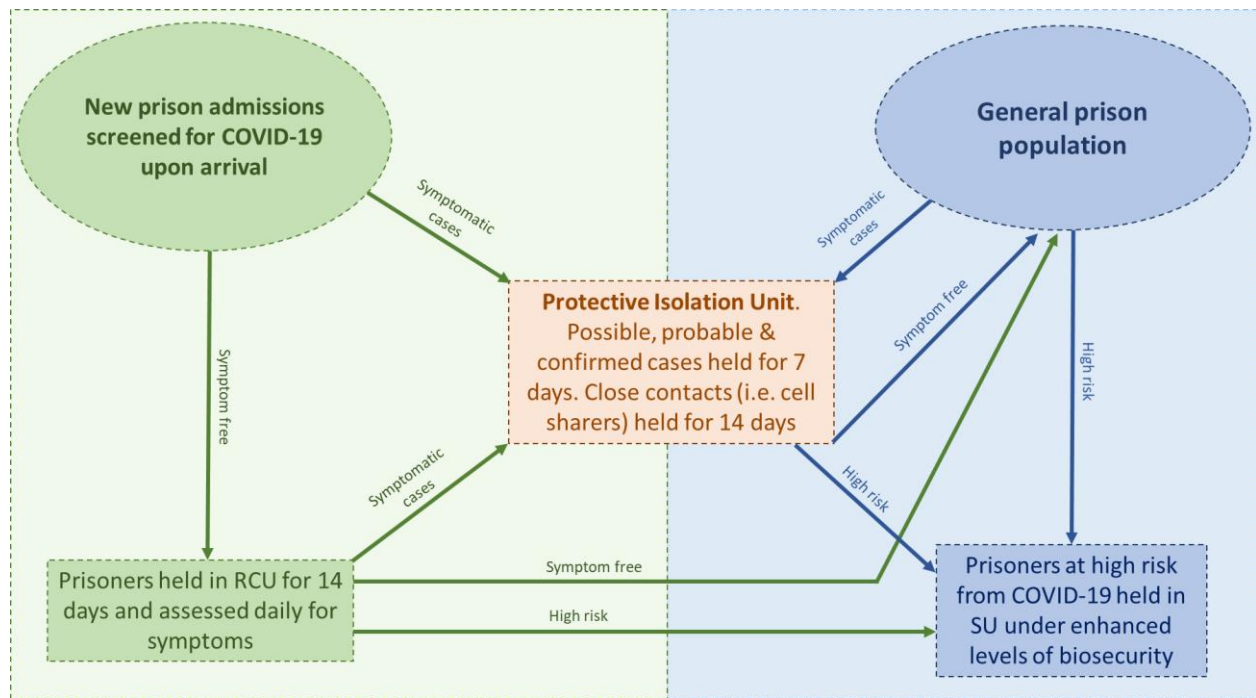 New prison admissions
screened for COVID-19
upon arrival
General prison
population
Symptomatic
cases
Symptomatic
cases
Protective Isolation Unit.
Possible, probable &
confirmed cases held for 7
days. Close contacts (i.e. cell
sharers) held for 14 days
Symptom free
Symptom free
High risk
Symptomatic
cases
High risk
Prisoners held in RCU for 14
days and assessed daily for
symptoms
Symptom free
High risk
Prisoners at high risk
from COVID-19 held in
SU under enhanced
levels of biosecurity